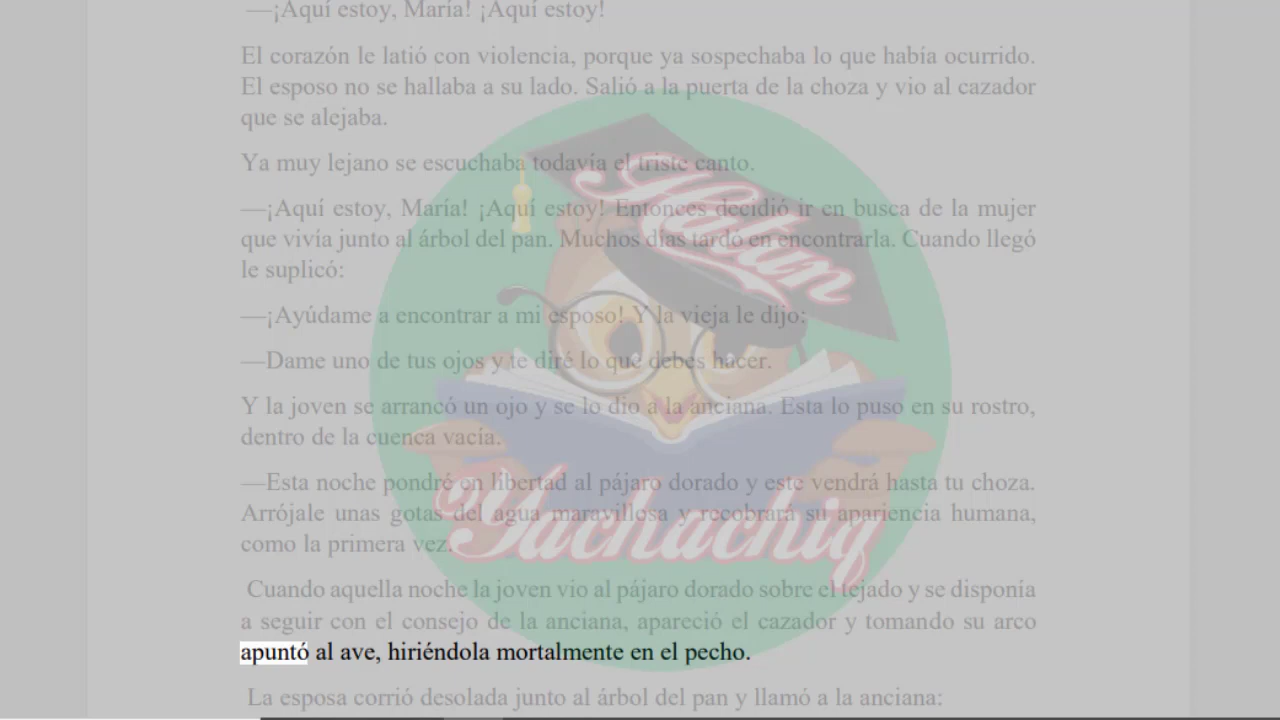 —¡Aquí estoy, María! ¡Aquí estoy!
El corazón le latió con violencia, porque ya sospechaba lo que había ocurrido.
El esposo no se hallaba a su lado. Salió a la puerta de la choza y vio al cazador
que se alejaba.
Ya muy lejano se escuchaba todavía el triste canto.
—¡Aquí estoy, María! ¡Aquí estoy! Entonces decidió ir en busca de la mujer
que vivía junto al árbol del pan. Muchos días tardó en encontrarla. Cuando llegó
le suplicó:
—¡Ayúdame a encontrar a mi esposo! Y la vieja le dijo:
—Dame uno de tus ojos y te diré lo que debes hacer.
Y la joven se arrancó un ojo y se lo dio a la anciana. Esta lo puso en su rostro,
dentro de la cuenca vacía.
—Esta noche pondré en libertad al pájaro dorado y este vendrá hasta tu choza.
Arrójale unas gotas del agua maravillosa y recobrará su apariencia humana,
como la primera vez.
Cuando aquella noche la joven vio al pájaro dorado sobre el tejado y se disponía
a seguir con el consejo de la anciana, apareció el cazador y tomando su arco
apuntó al ave, hiriéndola mortalmente en el pecho.
La esposa corrió desolada junto al árbol del pan y llamó a la anciana:
Hatun
Yachachiq